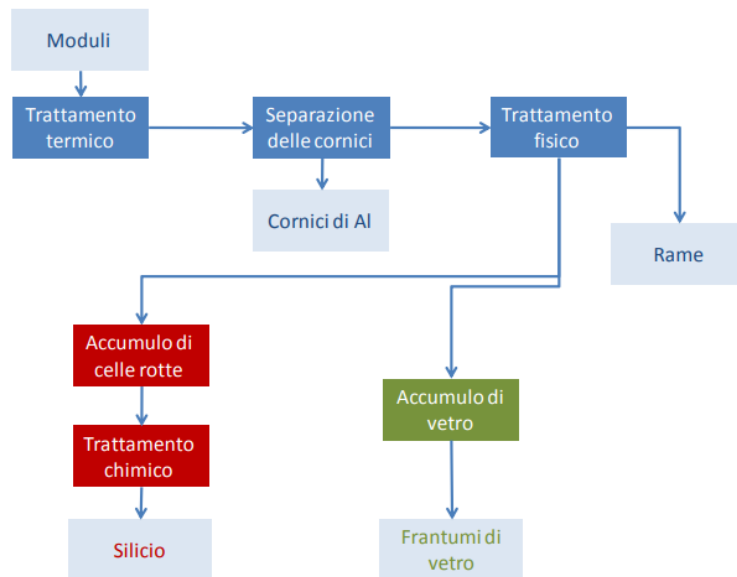 Moduli
Trattamento
termico
Separazione
delle cornici
Trattamento
fisico
Cornici di Al
Rame
Accumulo di
celle rotte
Accumulo di
vetro
Trattamento
chimico
Silicio
Frantumi di
vetro